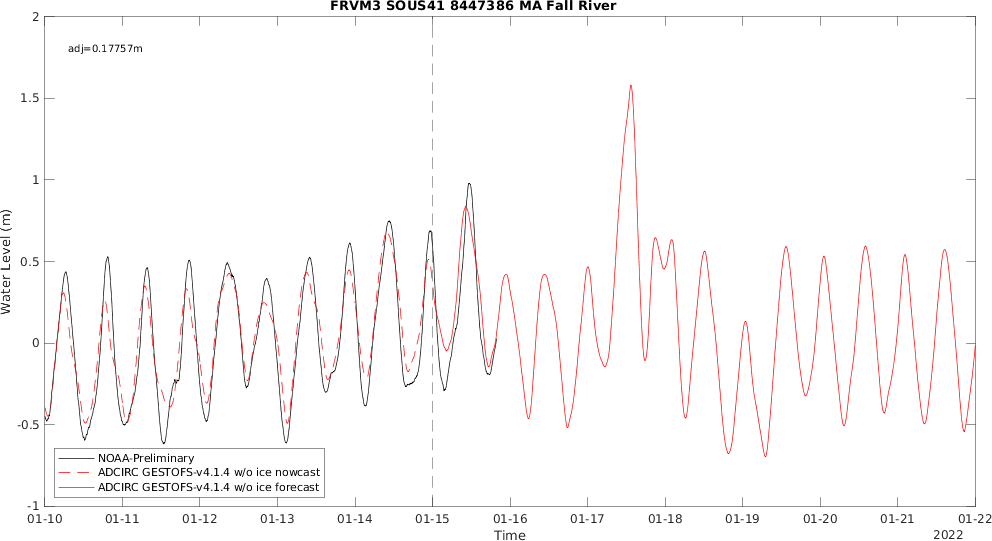 FRVM3 SOUS41 8447386 MA Fall River
adj=0.17757m
Water Level (m)
2
1.5
1
0.5
0
-0.5
-1
NOAA-Preliminary
ADCIRC GESTOFS-v4.1.4 w/o ice nowcast
ADCIRC GESTOFS-v4.1.4 w/o ice forecast
01-10 01-11 01-12 01-13 01-14 01-15 01-16 01-17 01-18 01-19 01-20 01-21 01-22
Time
2022